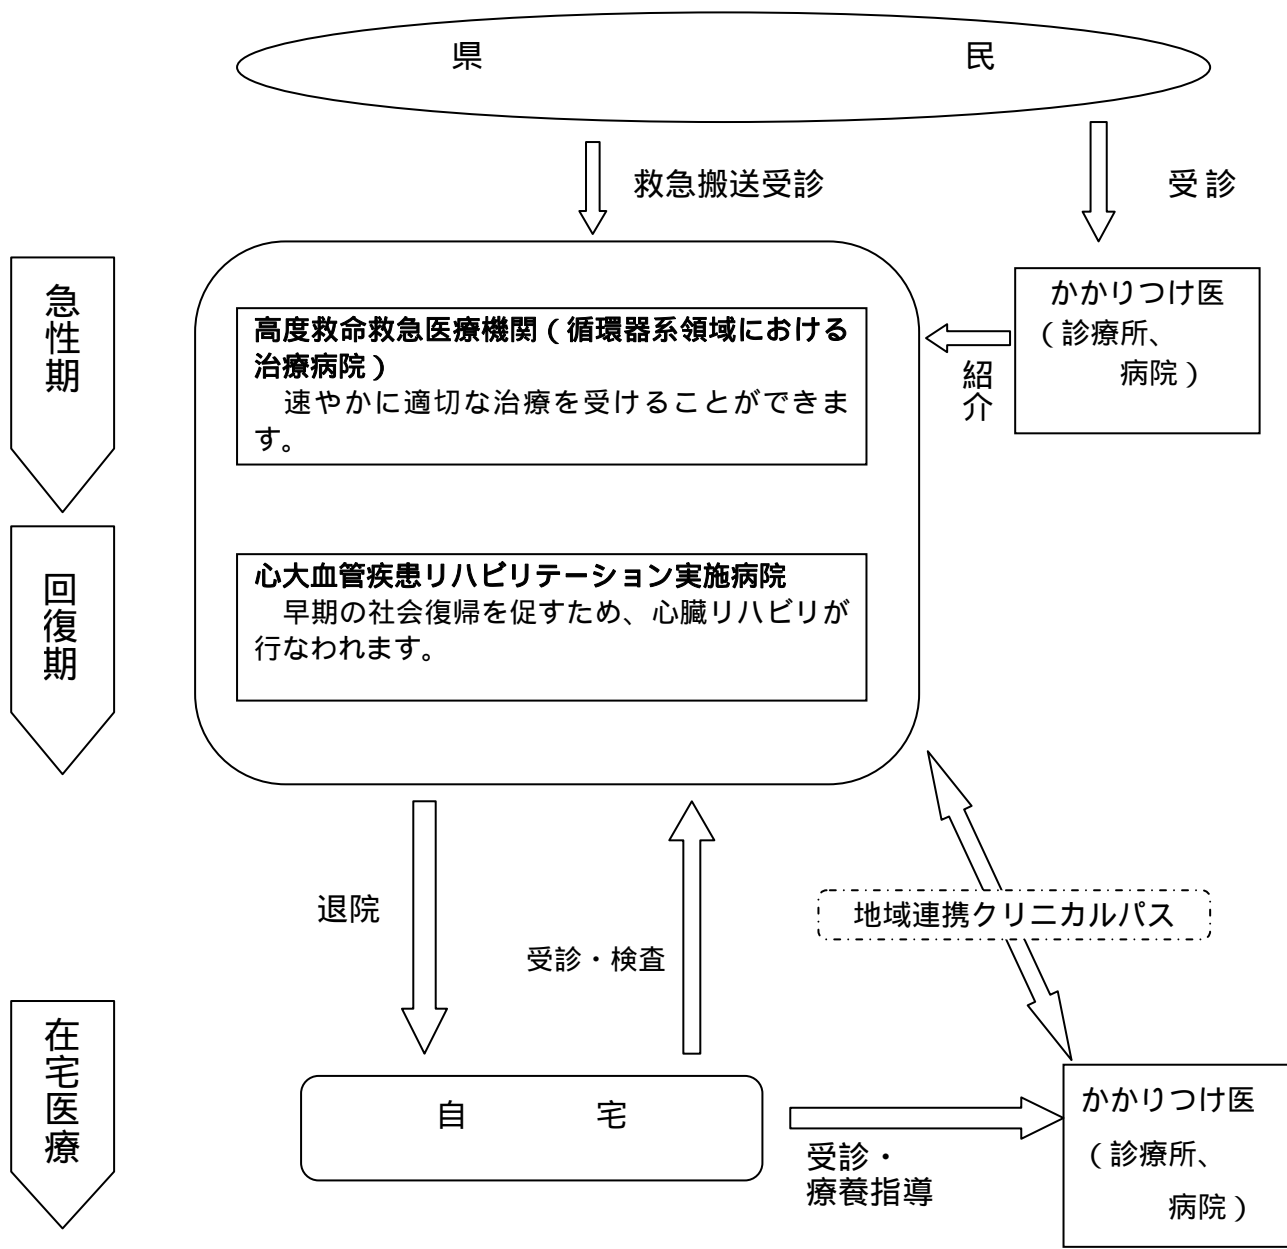 県　民
救急搬送受診
受診
急性期
高度救命救急医療機関（循環器系領域における
治療病院）
速やかに適切な治療を受けることができま
す。
紹介
かかりつけ医
（診療所、
病院）
回復期
心大血管疾患リハビリテーション実施病院
早期の社会復帰を促すため、心臓リハビリが
行なわれます。
退院
受診・検査
地域連携クリニカルパス
在宅医療
自　宅
受診・
療養指導
かかりつけ医
（診療所、
病院）